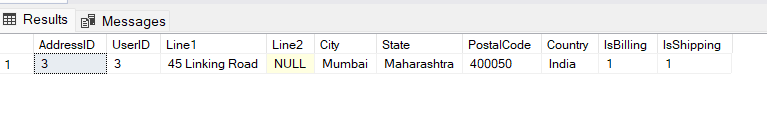 Results Messages
AddressID UserID Line1 Line2 City State PostalCode Country IsBilling IsShipping
1 3 3 45 Linking Road NULL Mumbai Maharashtra 400050 India 1 1